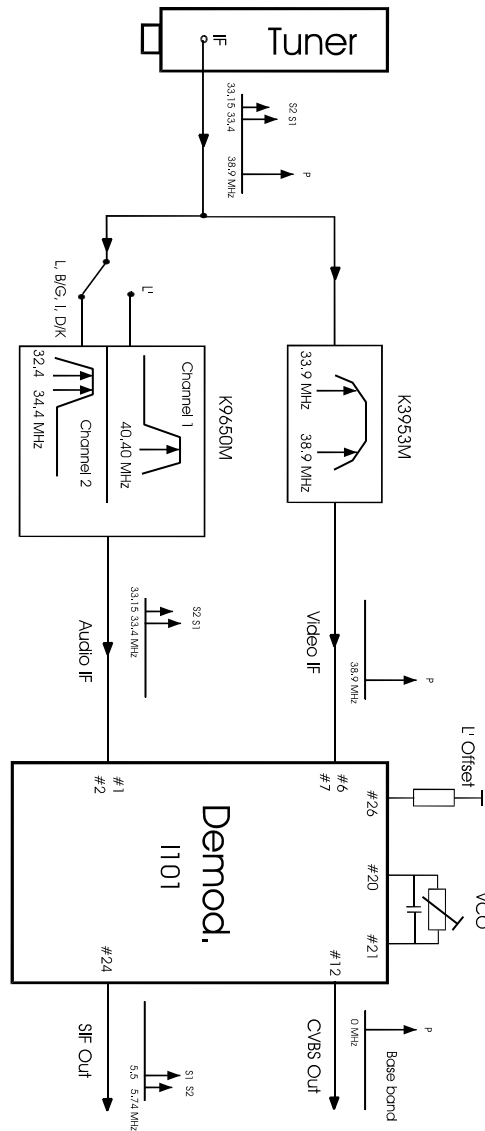 Tuner
IF
S2 S1
33.15 33.4
38.9 MHz
P
L, B/G, I, D/K
L'
32,4
34,4 MHz
Channel 2
Channel 1
40,40 MHz
K9650M
33.9 MHz
38.9 MHz
K3953M
S2 S1
33.15 33.4 MHz
Audio IF
Video IF
38.9 MHz
P
L' Offset
#1
#2
#6
#7
#26
#20
#21
VCO
Demod.
I101
#24
#12
SIF Out
S1
S2
5.5
5.74 MHz
CVBS Out
0 MHz
P
Base band